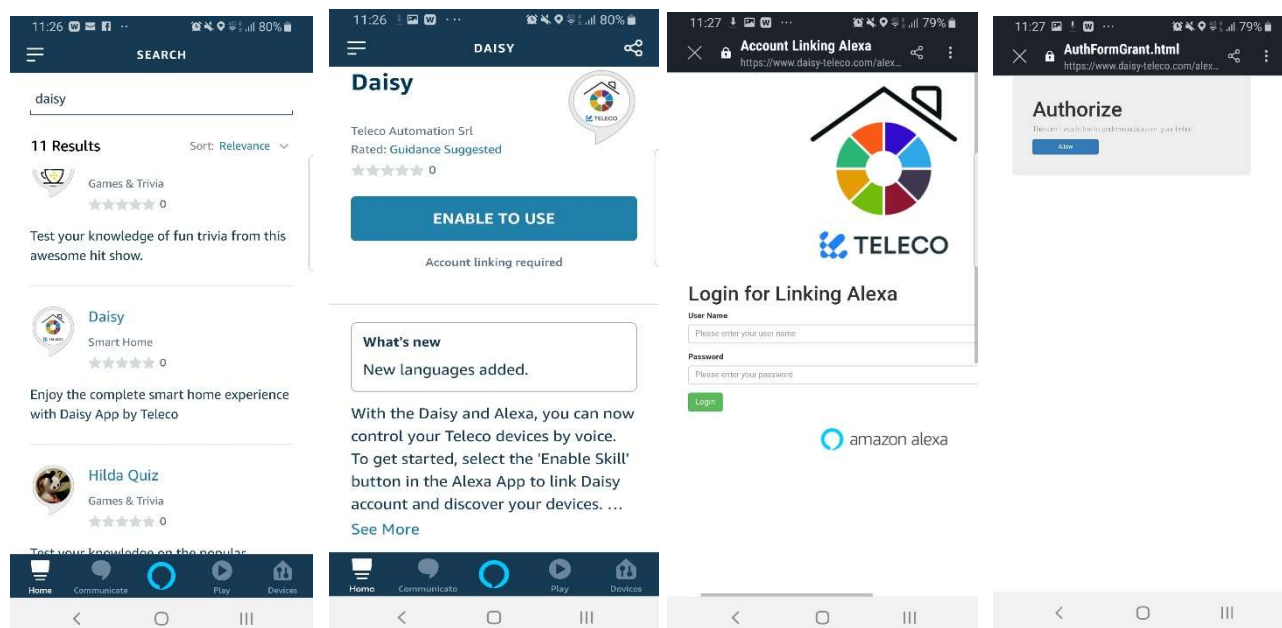 11:26 80%
SEARCH
daisy
11 Results Sort: Relevance
Games & Trivia
0
Test your knowledge of fun trivia from this
awesome hit show.
Daisy
Smart Home
0
Enjoy the complete smart home experience
with Daisy App by Teleco
Hilda Quiz
Games & Trivia
0
Test your knowledge on the popular
Home Communicate Play Devices
11:26 80%
DAISY
Daisy
TELECO
Teleco Automation Srl
Rated: Guidance Suggested
0
ENABLE TO USE
Account linking required
What's new
New languages added.
With the Daisy and Alexa, you can now
control your Teleco devices by voice.
To get started, select the 'Enable Skill'
button in the Alexa App to link Daisy
account and discover your devices. ...
See More
Home Communicate Play Devices
11:27 79%
Account Linking Alexa
https://www.daisy-teleco.com/alex...
TELECO
Login for Linking Alexa
User Name
Please enter your user name
Password
Please enter your password
Login
amazon alexa
11:27 79%
AuthFormGrant.html
https://www.daisy-teleco.com/alex...
Authorize
Allow